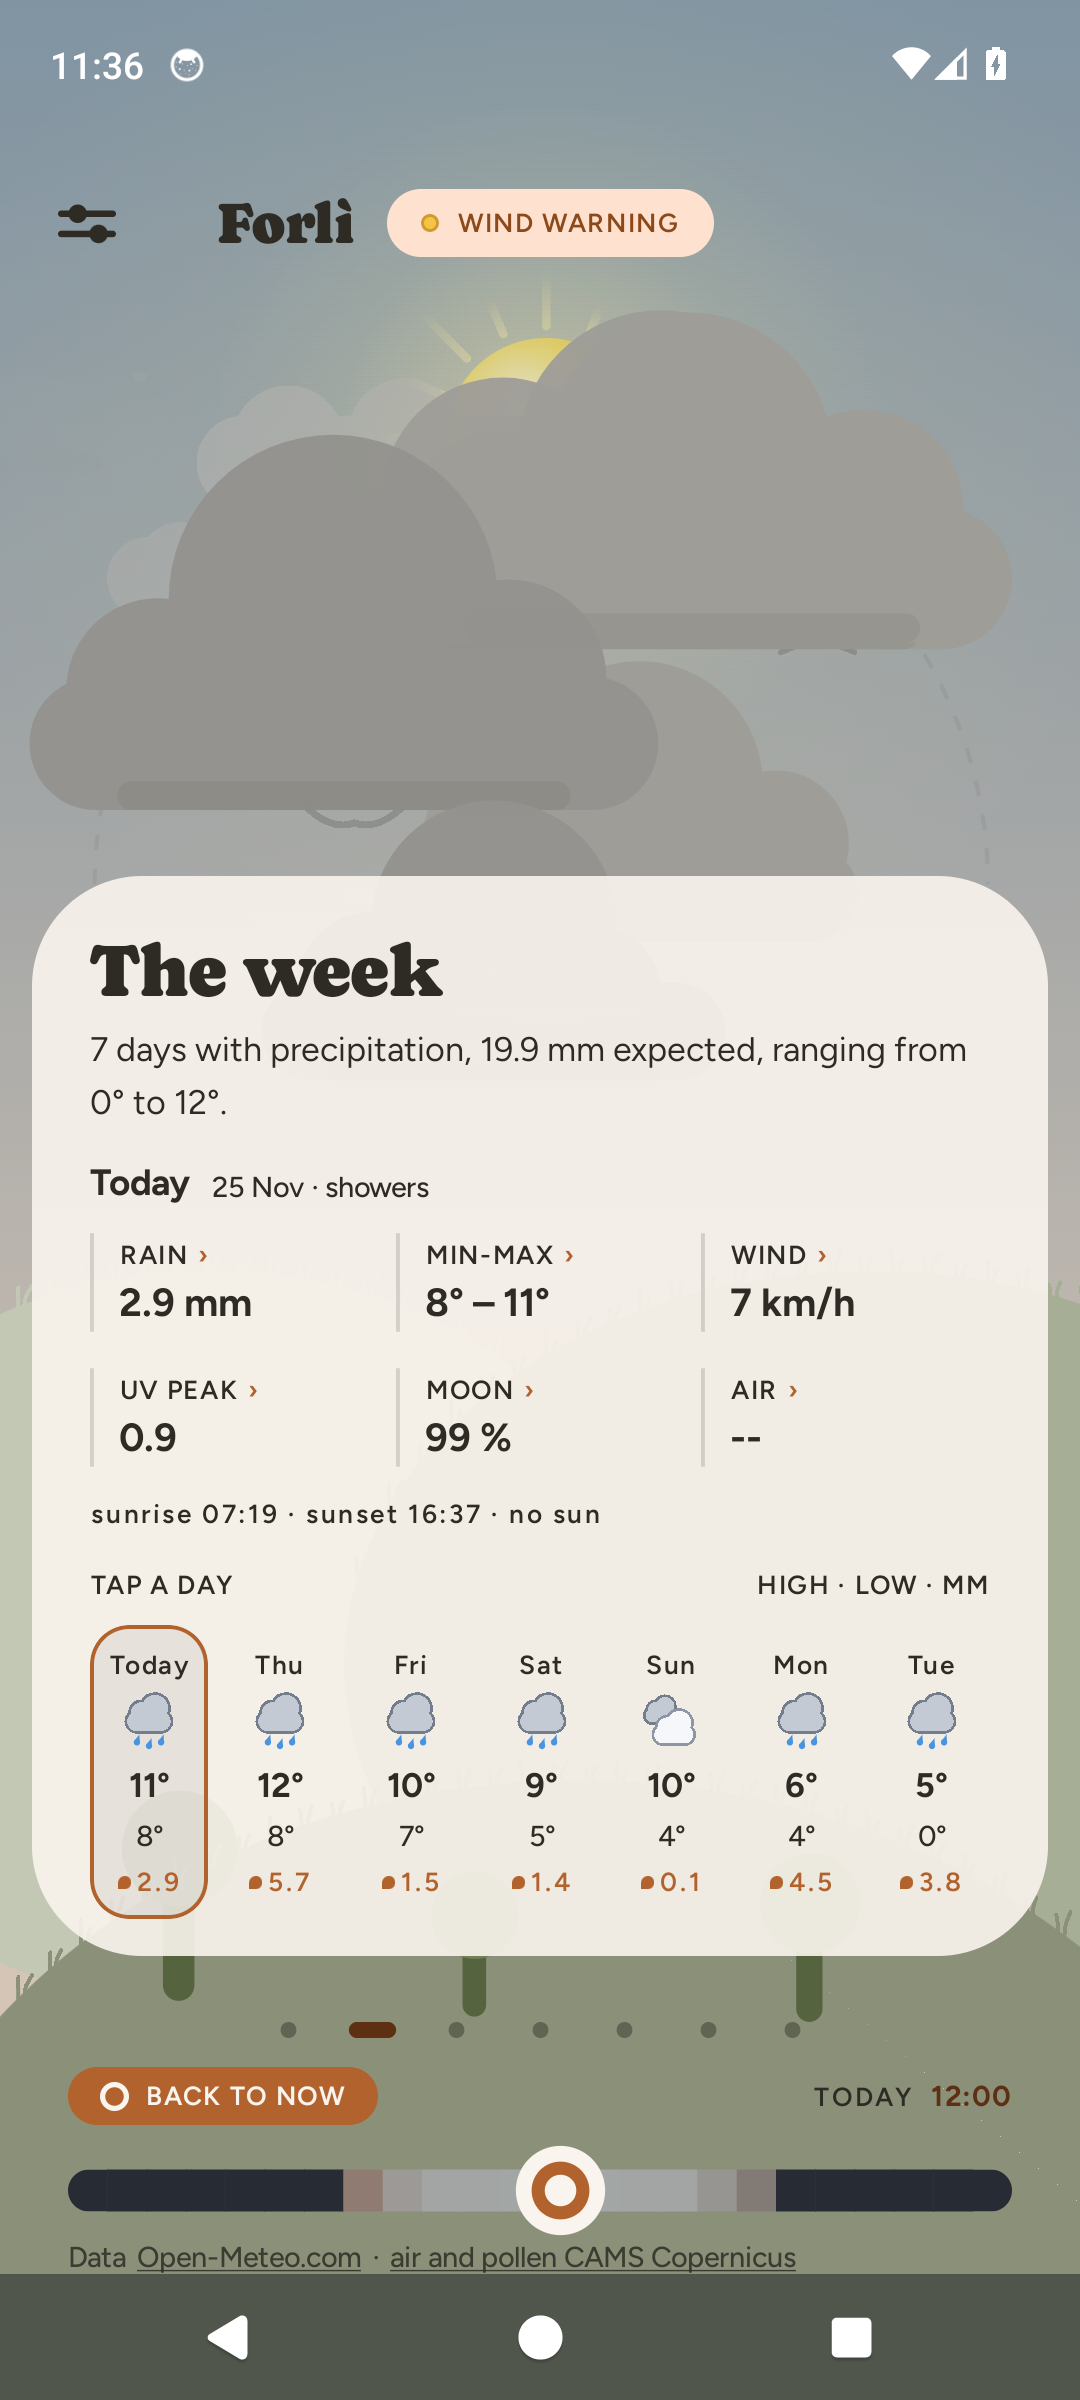 11:36
Forlì
WIND WARNING
The week
7 days with precipitation, 19.9 mm expected, ranging from
0° to 12°.
Today 25 Nov · showers
RAIN › MIN-MAX › WIND ›
2.9 mm 8° – 11° 7 km/h
UV PEAK › MOON › AIR ›
0.9 99 % --
sunrise 07:19 · sunset 16:37 · no sun
TAP A DAY HIGH · LOW · MM
Today Thu Fri Sat Sun Mon Tue
11° 12° 10° 9° 10° 6° 5°
8° 8° 7° 5° 4° 4° 0°
2.9 5.7 1.5 1.4 0.1 4.5 3.8
BACK TO NOW TODAY 12:00
Data Open-Meteo.com · air and pollen CAMS Copernicus